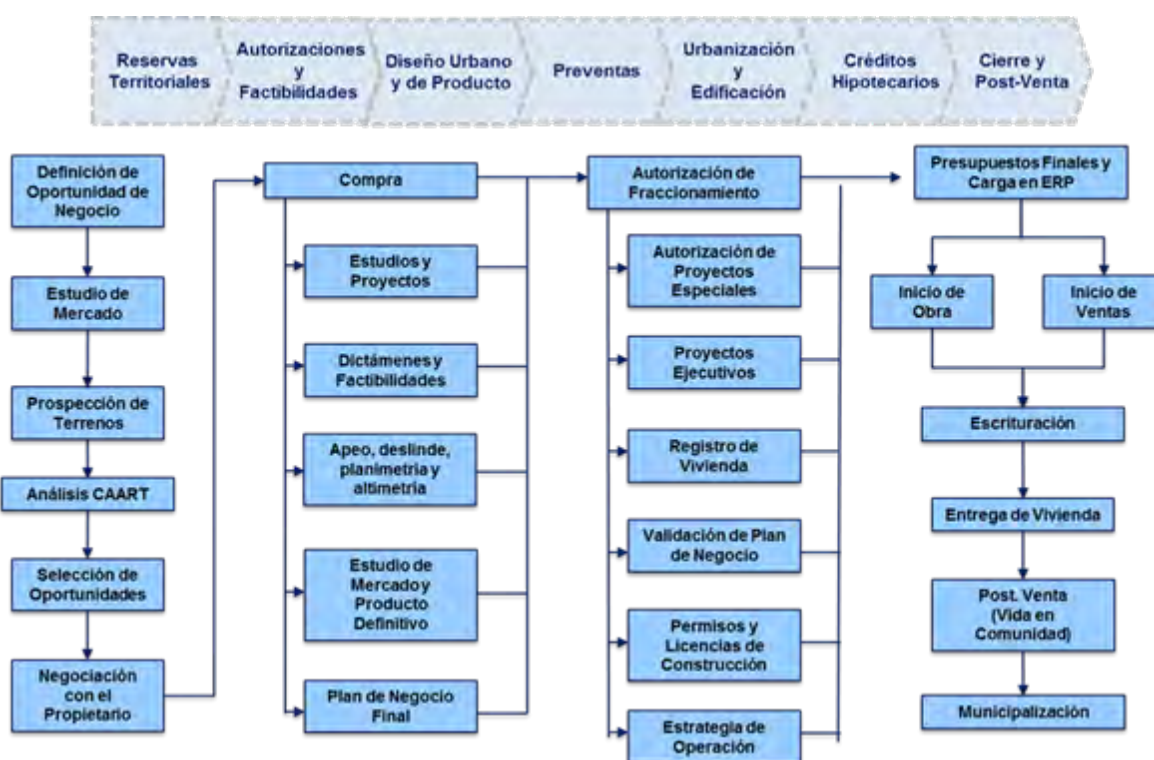 Reservas
Territoriales
Autorizaciones
y
Factibilidades
Diseño Urbano
y de Producto
Preventas
Urbanización
y
Edificación
Créditos
Hipotecarios
Cierre y
Post-Venta
Definición de
Oportunidad de
Negocio
Estudio de
Mercado
Prospección de
Terrenos
Análisis CAART
Selección de
Oportunidades
Negociación
con el
Propietario
Compra
Estudios y
Proyectos
Dictámenes y
Factibilidades
Apeo, deslinde,
planimetría y
altimetría
Estudio de
Mercado y
Producto
Definitivo
Plan de Negocio
Final
Autorización de
Fraccionamiento
Autorización de
Proyectos
Especiales
Proyectos
Ejecutivos
Registro de
Vivienda
Validación de Plan
de Negocio
Permisos y
Licencias de
Construcción
Estrategia de
Operación
Presupuestos Finales y
Carga en ERP
Inicio de
Obra
Inicio de
Ventas
Escrituración
Entrega de Vivienda
Post. Venta
(Vida en
Comunidad)
Municipalización